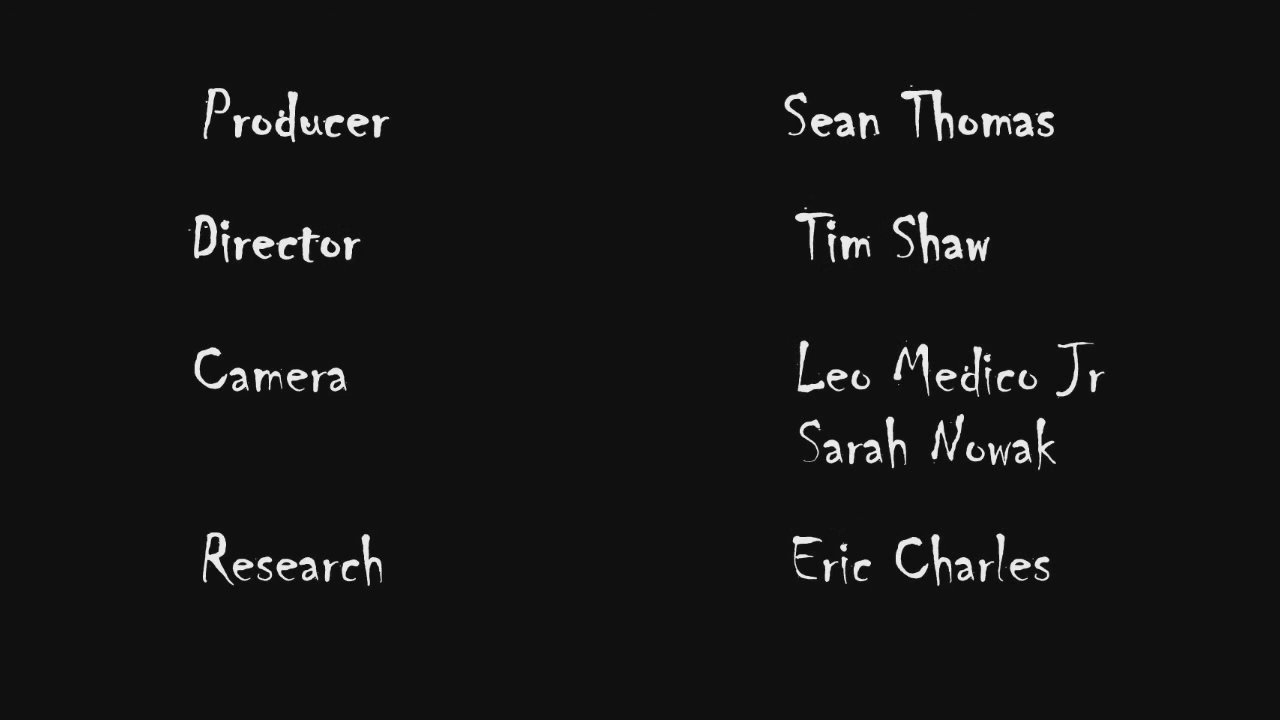 Producer Sean Thomas
Director Tim Shaw
Camera Leo Medico Jr
Sarah Nowak
Research Eric Charles